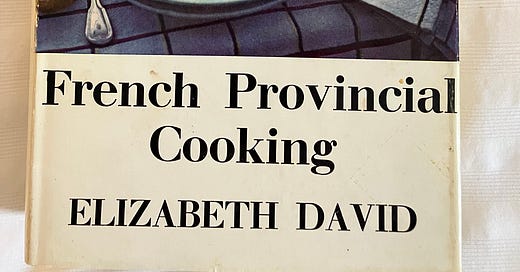 French Provincial
Cooking
ELIZABETH DAVID